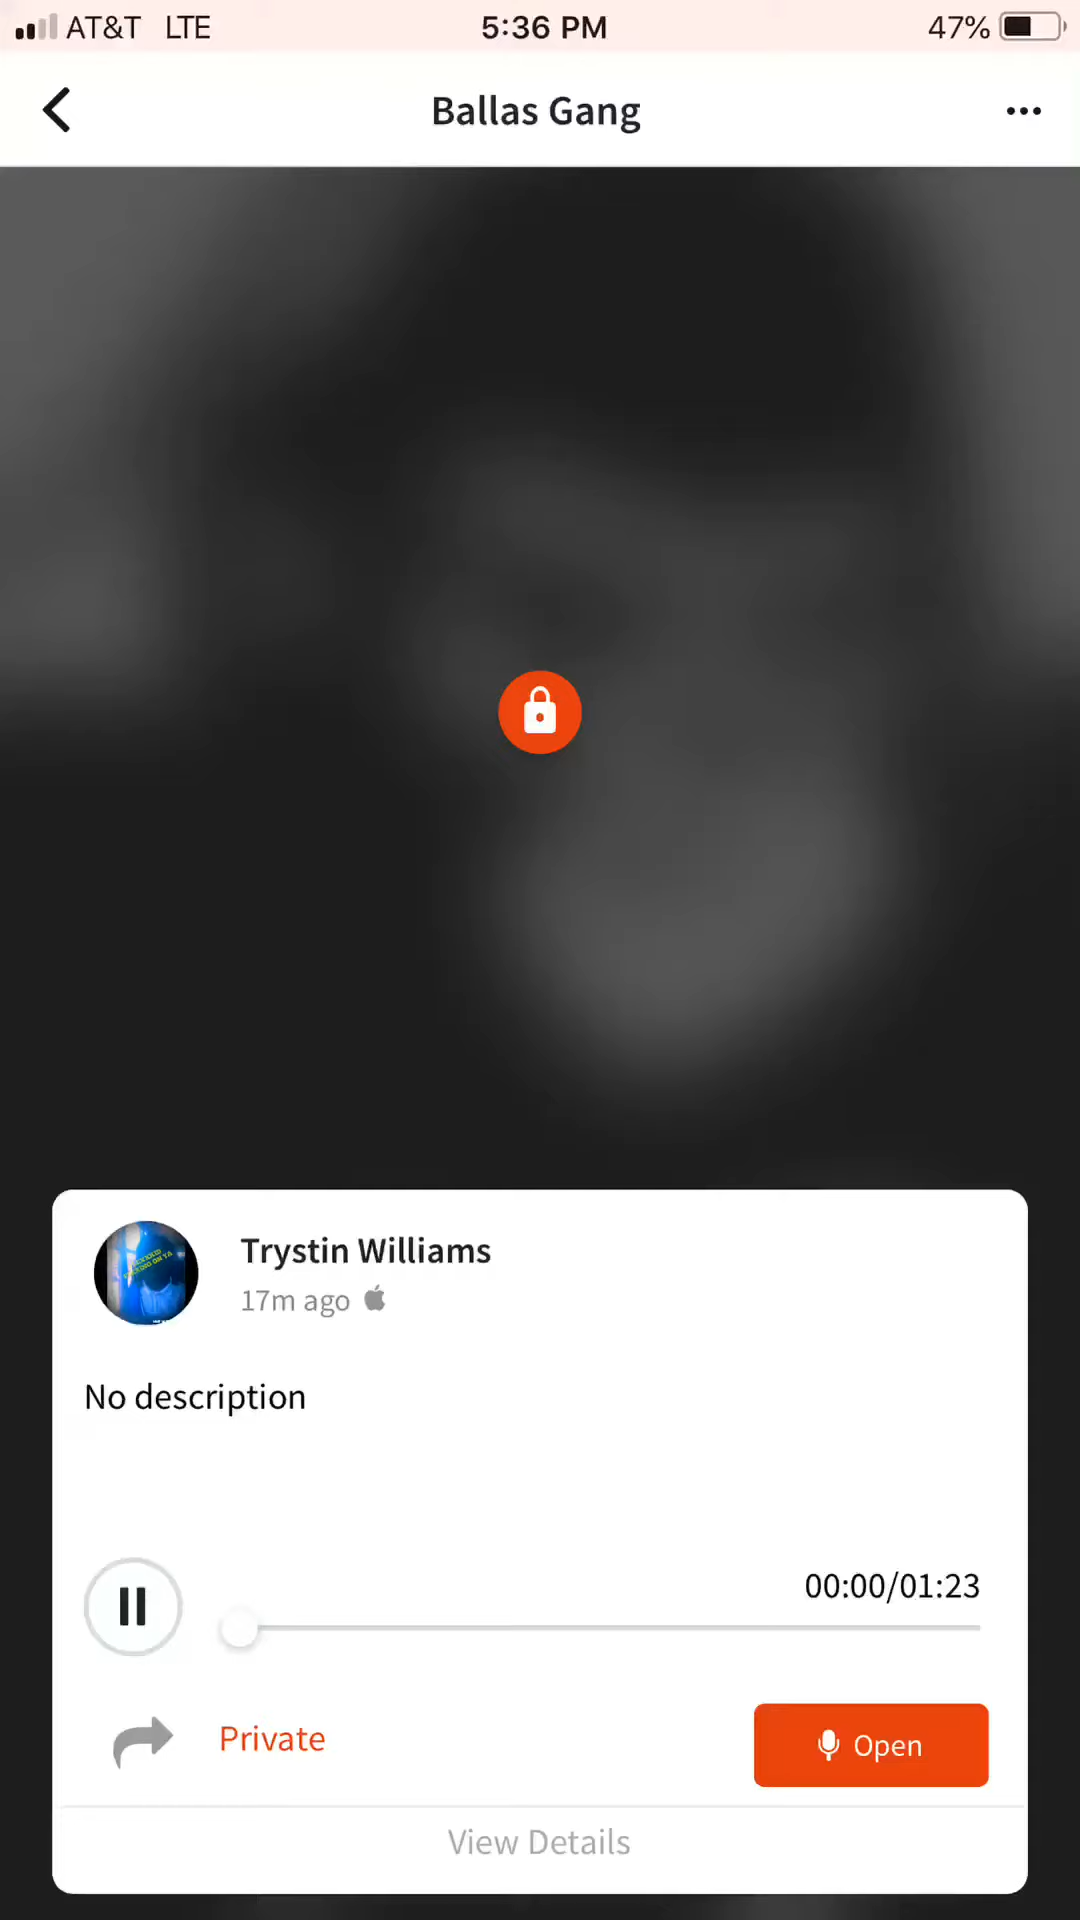 AT&T LTE 5:36 PM 47%
Ballas Gang
Trystin Williams
17m ago
No description
00:00/01:23
Private
Open
View Details